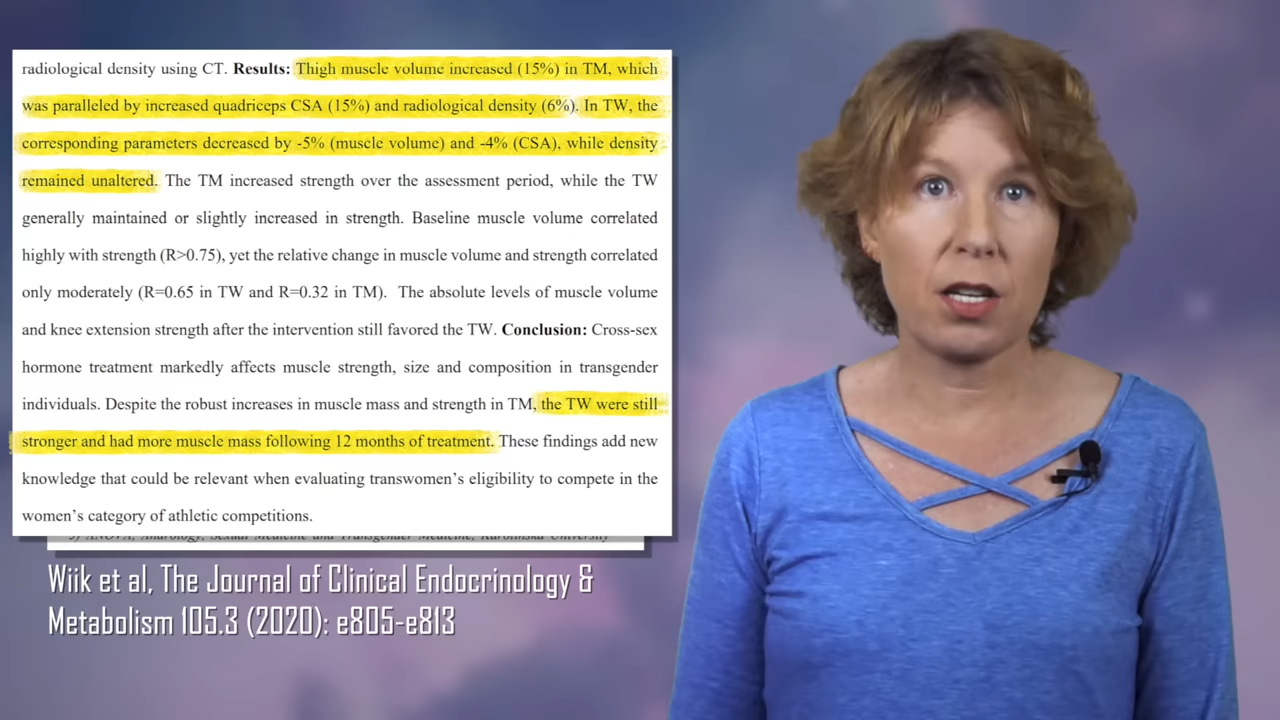 radiological density using CT. Results: Thigh muscle volume increased (15%) in TM, which
was paralleled by increased quadriceps CSA (15%) and radiological density (6%). In TW, the
corresponding parameters decreased by -5% (muscle volume) and -4% (CSA), while density
remained unaltered. The TM increased strength over the assessment period, while the TW
generally maintained or slightly increased in strength. Baseline muscle volume correlated
highly with strength (R>0.75), yet the relative change in muscle volume and strength correlated
only moderately (R=0.65 in TW and R=0.32 in TM). The absolute levels of muscle volume
and knee extension strength after the intervention still favored the TW. Conclusion: Cross-sex
hormone treatment markedly affects muscle strength, size and composition in transgender
individuals. Despite the robust increases in muscle mass and strength in TM, the TW were still
stronger and had more muscle mass following 12 months of treatment. These findings add new
knowledge that could be relevant when evaluating transwomen's eligibility to compete in the
women's category of athletic competitions.
ANOVA, Andrology, Sexual Medicine and Transgender Medicine, Karolinska University
Wiik et al, The Journal of Clinical Endocrinology &
Metabolism 105.3 (2020): e805-e813